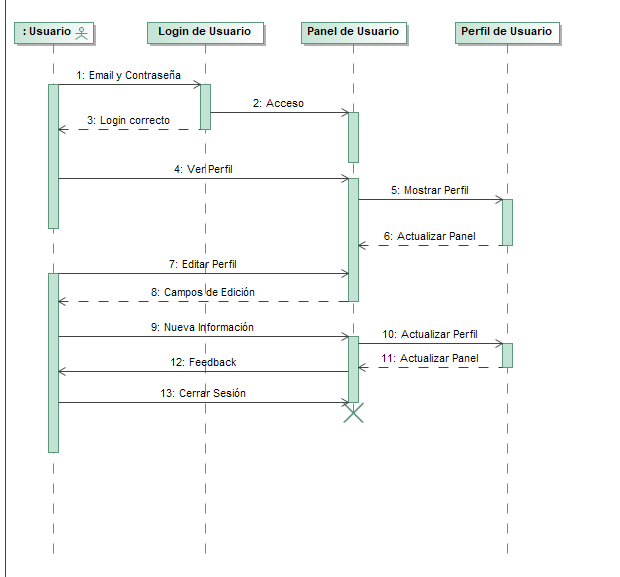 : Usuario
Login de Usuario
Panel de Usuario
Perfil de Usuario
1: Email y Contraseña
2: Acceso
3: Login correcto
4: Ver Perfil
5: Mostrar Perfil
6: Actualizar Panel
7: Editar Perfil
8: Campos de Edición
9: Nueva Información
10: Actualizar Perfil
11: Actualizar Panel
12: Feedback
13: Cerrar Sesión